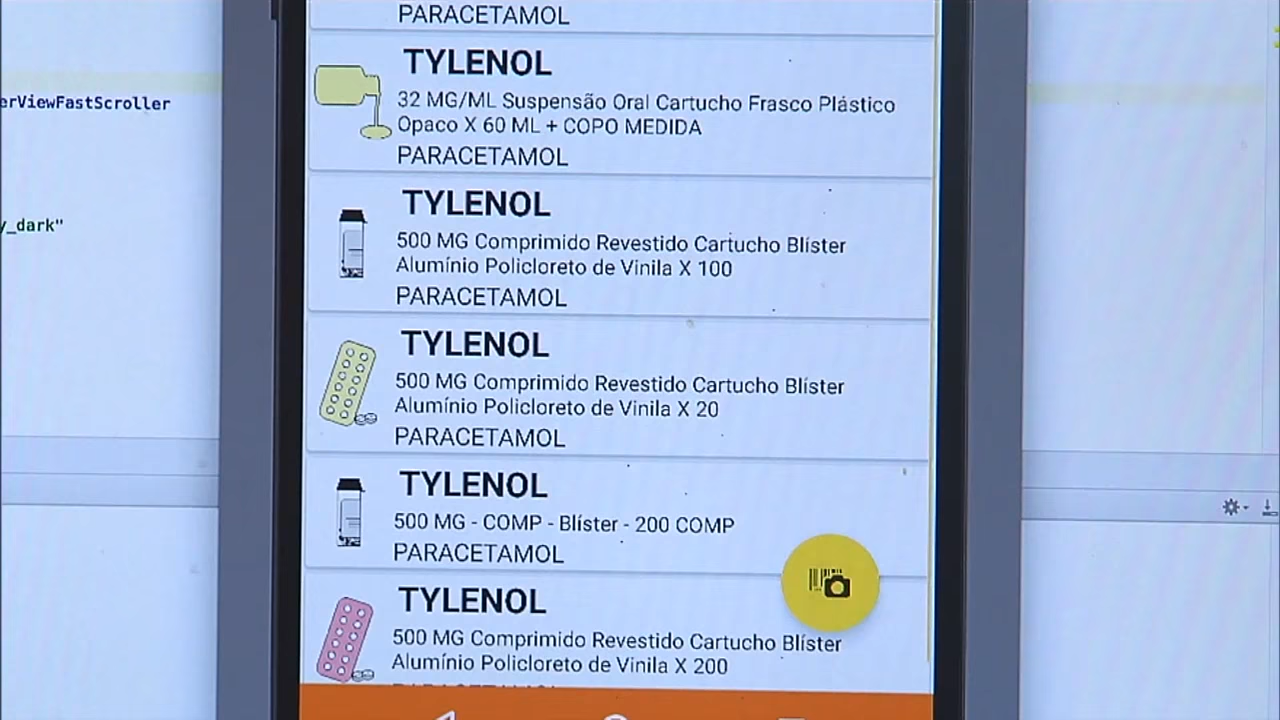 PARACETAMOL
TYLENOL
32 MG/ML Suspensão Oral Cartucho Frasco Plástico
Opaco X 60 ML + COPO MEDIDA
PARACETAMOL
TYLENOL
500 MG Comprimido Revestido Cartucho Blíster
Alumínio Policloreto de Vinila X 100
PARACETAMOL
TYLENOL
500 MG Comprimido Revestido Cartucho Blíster
Alumínio Policloreto de Vinila X 20
PARACETAMOL
TYLENOL
500 MG - COMP - Blíster - 200 COMP
PARACETAMOL
TYLENOL
500 MG Comprimido Revestido Cartucho Blíster
Alumínio Policloreto de Vinila X 200
erViewFastScroller
y_dark"